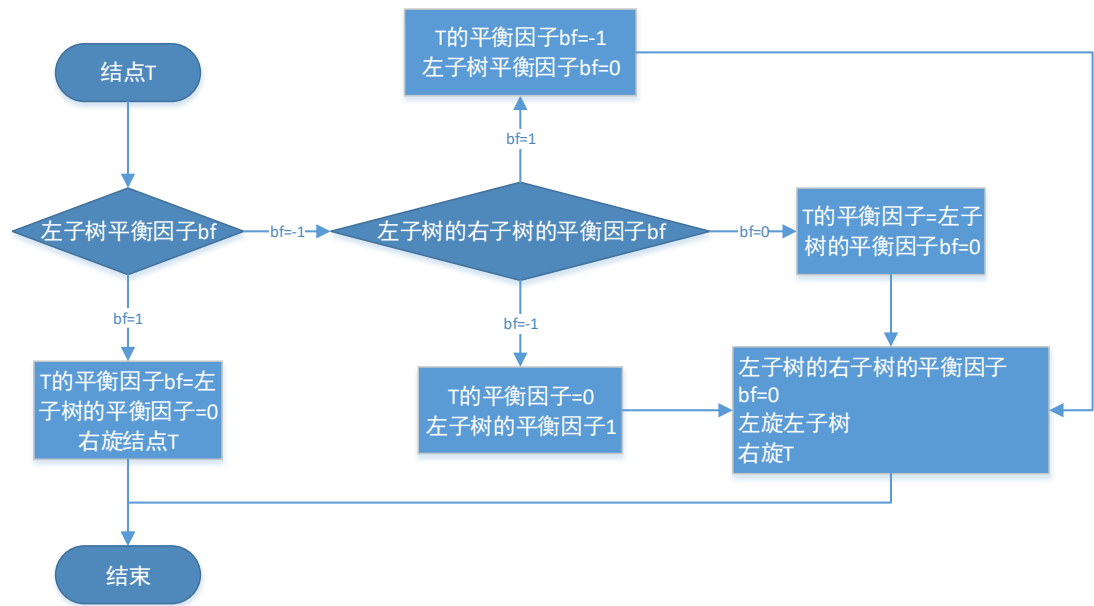 结点T
左子树平衡因子bf
bf=-1
bf=1
T的平衡因子bf=左
子树的平衡因子=0
右旋结点T
结束
T的平衡因子bf=-1
左子树平衡因子bf=0
bf=1
左子树的右子树的平衡因子bf
bf=0
T的平衡因子=左子
树的平衡因子bf=0
bf=-1
T的平衡因子=0
左子树的平衡因子1
左子树的右子树的平衡因子
bf=0
左旋左子树
右旋T